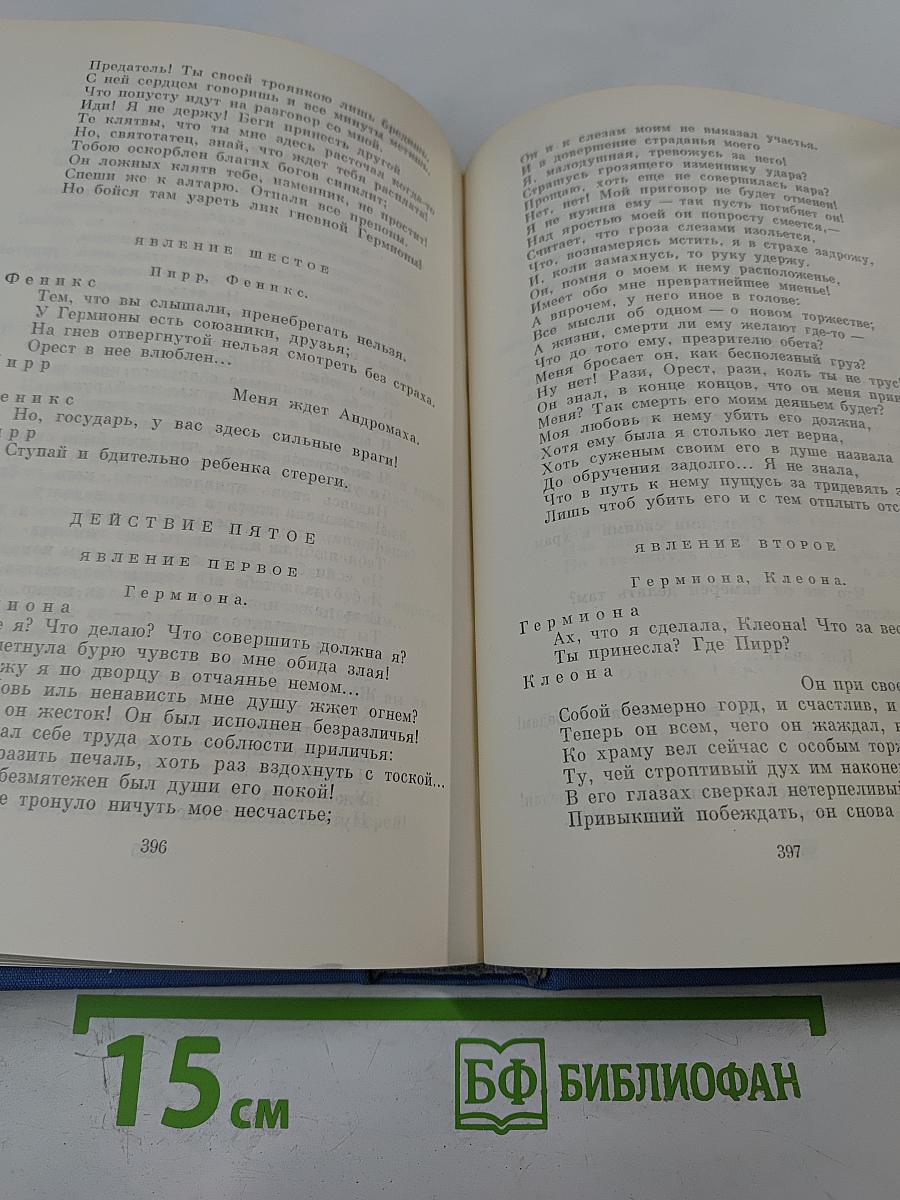 Предатель! Ты своей троянкою лишь бредишь,
С ней сердцем говоришь и все минуты метишь,
Что попусту идут на разговор со мной.
Иди! Я не держу! Беги принесть другой
Те клятвы, что ты мне здесь расточал когда-то
Но, святотатец, знай, что ждет тебя расплата!
Тобою оскорблен благих богов синклит;
Он ложных клятв тебе, изменник, не простит!
Спеши же к алтарю. Отпали все препоны.
Но бойся там узреть лик гневной Гермионы!
ЯВЛЕНИЕ ШЕСТОЕ
Пирр, Феникс.
Феникс
Тем, что вы слышали, пренебрегать нельзя.
У Гермионы есть союзники, друзья;
На гнев отвергнутой нельзя смотреть без страха.
Орест в нее влюблен...
ирр
Меня ждет Андромаха.
еникс
Но, государь, у вас здесь сильные враги!
ирр
Ступай и бдительно ребенка стереги.
ДЕЙСТВИЕ ПЯТОЕ
ЯВЛЕНИЕ ПЕРВОЕ
Гермиона.
миона
е я? Что делаю? Что совершить должна я?
метнула бурю чувств во мне обида злая!
жу я по дворцу в отчаянье немом...
овь иль ненависть мне душу жжет огнем?
он жесток! Он был исполнен безразличья!
ал себе труда хоть соблюсти приличья:
разить печаль, хоть раз вздохнуть с тоской...
безмятежен был души его покой!
е тронуло ничуть мое несчастье;
396
Он и к слезам моим не выказал участья.
И в довершение страданья моего
Я, малодушная, тревожусь за него!
Страшусь грозящего изменнику удара?
Прощаю, хоть еще не совершилась кара?
Нет, нет! Мой приговор не будет отменен!
Я не нужна ему — так пусть погибнет он!
Над яростью моей он попросту смеется,—
Считает, что гроза слезами изольется,
Что, вознамерясь мстить, я в страхе задрожу,
И, коли замахнусь, то руку удержу.
Он, помня о моем к нему расположенье,
Имеет обо мне превратнейшее мненье!
А впрочем, у него иное в голове:
Все мысли об одном — о новом торжестве;
А жизни, смерти ли ему желают где-то —
Что до того ему, презрителю обета?
Меня бросает он, как бесполезный груз?
Ну нет! Рази, Орест, рази, коль ты не трус!
Он знал, в конце концов, что он меня прин
Меня? Так смерть его моим деяньем будет?
Моя любовь к нему убить его должна,
Хотя ему была я столько лет верна,
Хоть суженым своим его в душе назвала
До обручения задолго... Я не знала,
Что в путь к нему пущусь за тридевять з
Лишь чтоб убить его и с тем отплыть отс
ЯВЛЕНИЕ ВТОРОЕ
Гермиона, Клеона.
Гермиона
Ах, что я сделала, Клеона! Что за вес
Ты принесла? Где Пирр?
Клеона
Он при свое
Собой безмерно горд, и счастлив, и
Теперь он всем, чего он жаждал,
Ко храму вел сейчас с особым тор
Ту, чей строптивый дух им наконе
В его глазах сверкал нетерпеливый
Привыкший побеждать, он снова
397
15 см
БФ БИБЛИОФАН